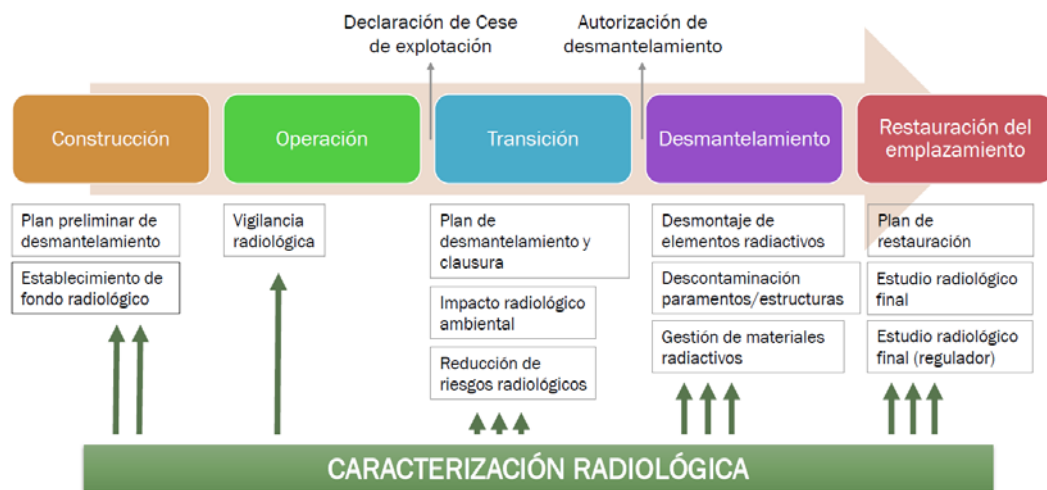 Declaración de Cese
de explotación
Autorización de
desmantelamiento
Construcción
Operación
Transición
Desmantelamiento
Restauración del
emplazamiento
Plan preliminar de
desmantelamiento
Establecimiento de
fondo radiológico
Vigilancia
radiológica
Plan de
desmantelamiento y
clausura
Impacto radiológico
ambiental
Reducción de
riesgos radiológicos
Desmontaje de
elementos radiactivos
Descontaminación
paramentos/estructuras
Gestión de materiales
radiactivos
Plan de
restauración
Estudio radiológico
final
Estudio radiológico
final (regulador)
CARACTERIZACIÓN RADIOLÓGICA